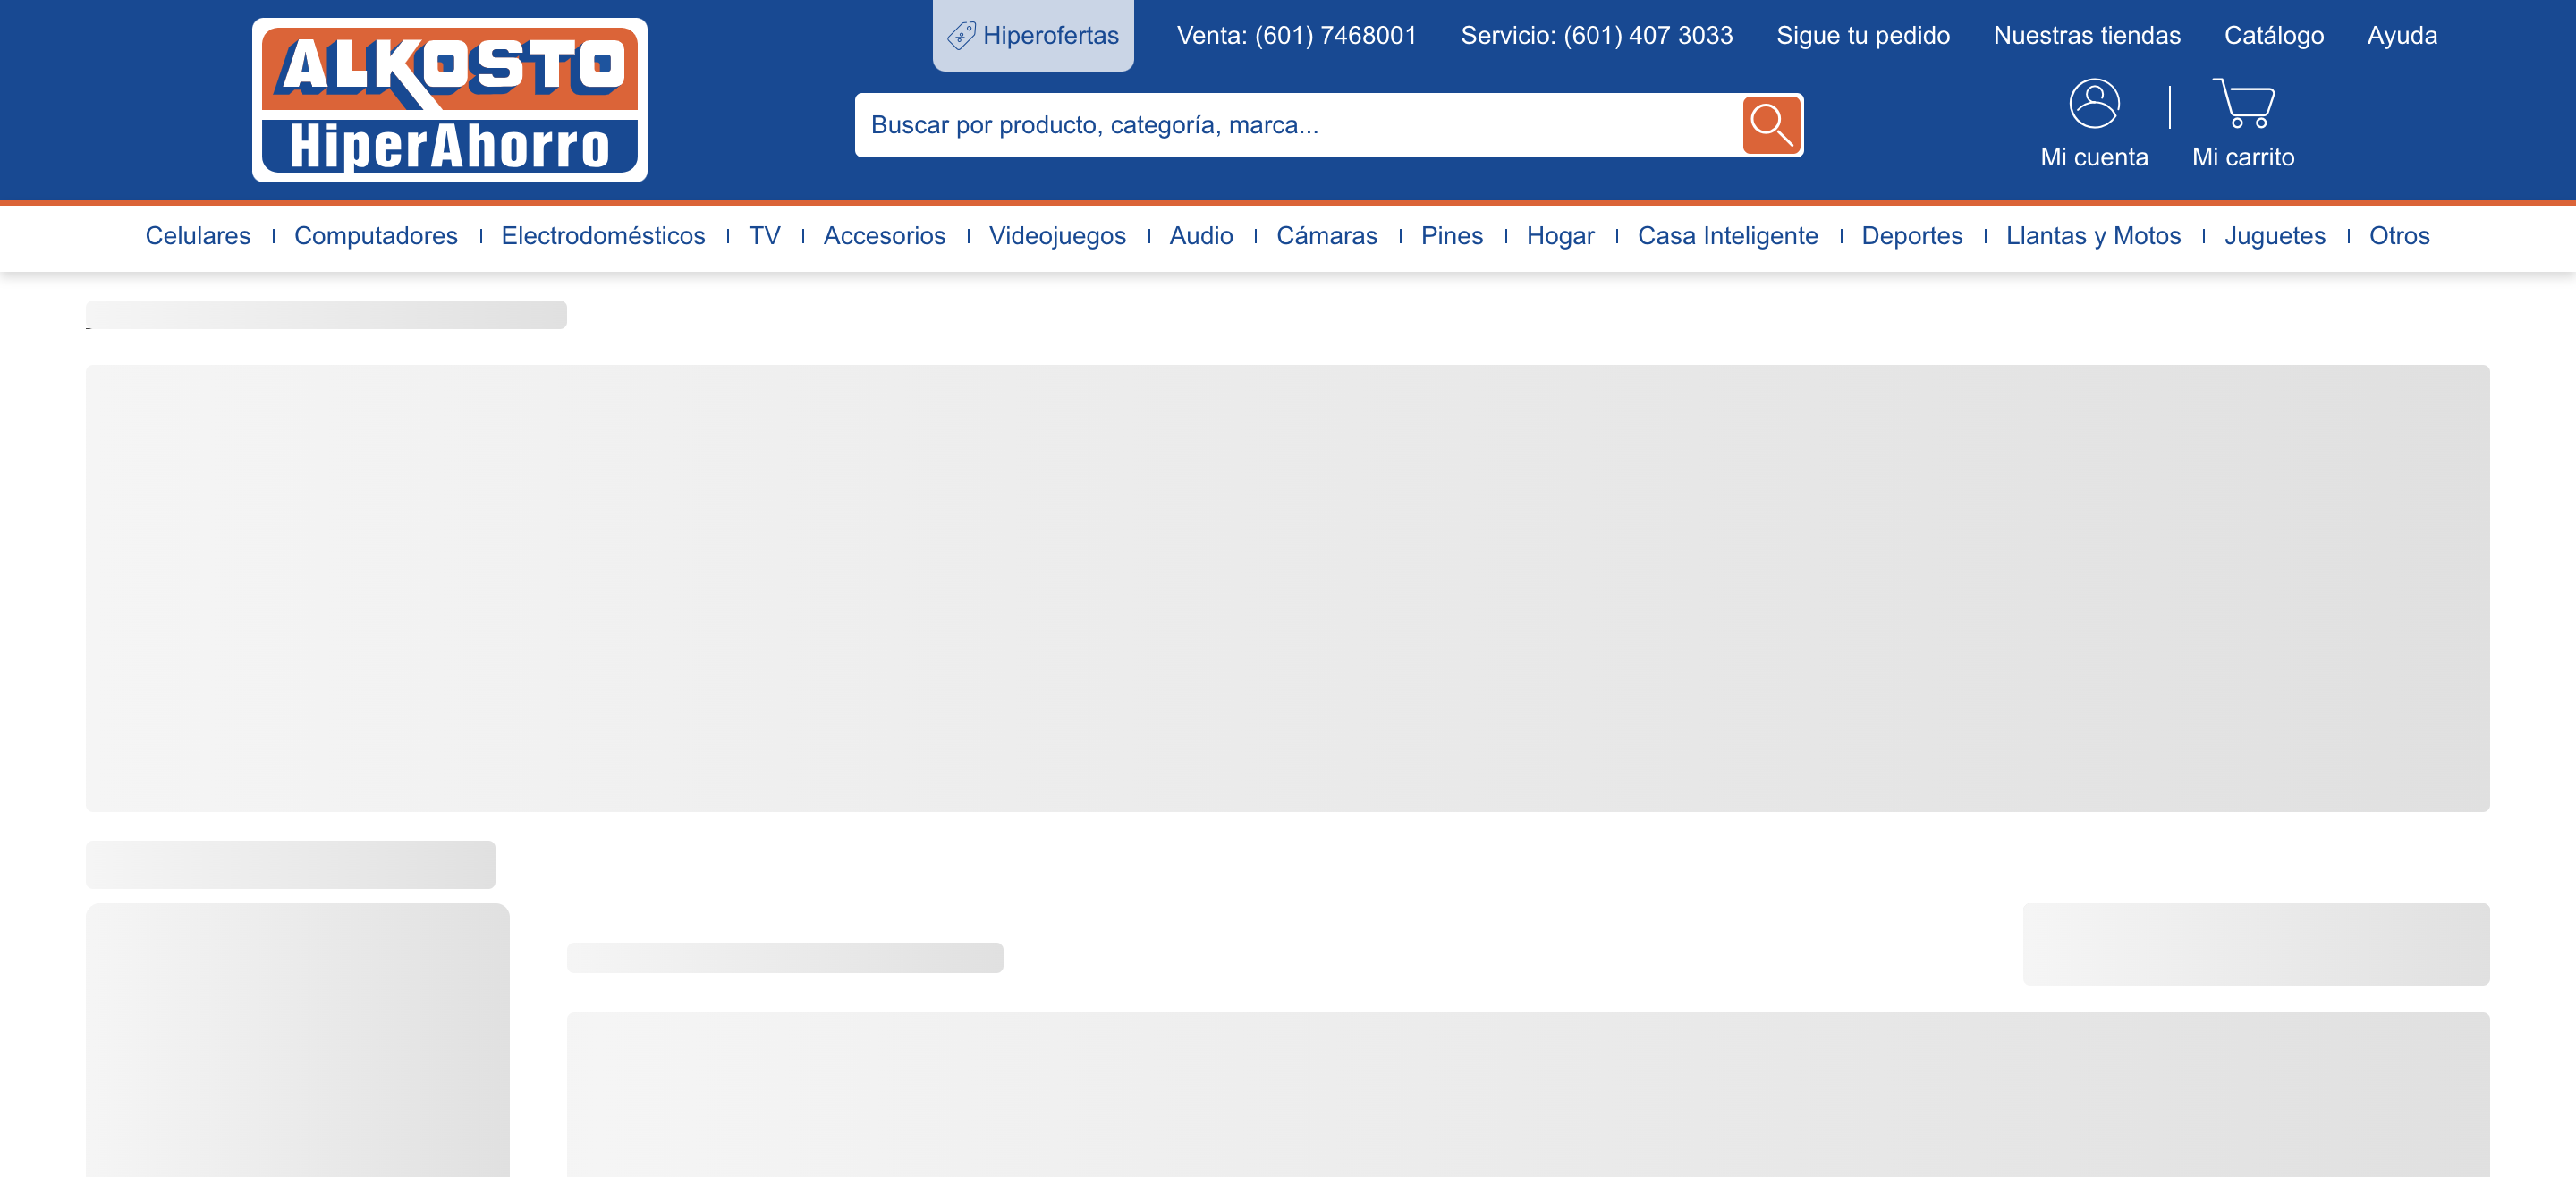 ALKOSTO
HiperAhorro
Hiperofertas
Venta: (601) 7468001
Servicio: (601) 407 3033
Sigue tu pedido
Nuestras tiendas
Catálogo
Ayuda
Buscar por producto, categoría, marca...
Mi cuenta
Mi carrito
Celulares
Computadores
Electrodomésticos
TV
Accesorios
Videojuegos
Audio
Cámaras
Pines
Hogar
Casa Inteligente
Deportes
Llantas y Motos
Juguetes
Otros